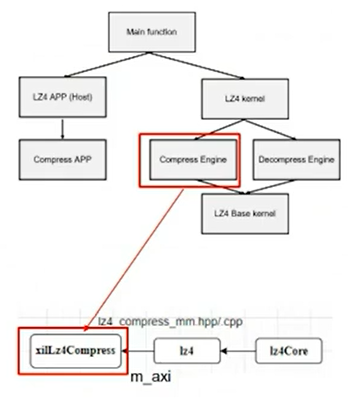 Main function
LZ4 APP (Host)
LZ4 kernel
Compress APP
Compress Engine
Decompress Engine
LZ4 Base kernel
lz4_compress_mm.hpp/.cpp
xilLz4Compress
lz4
lz4Core
m_axi